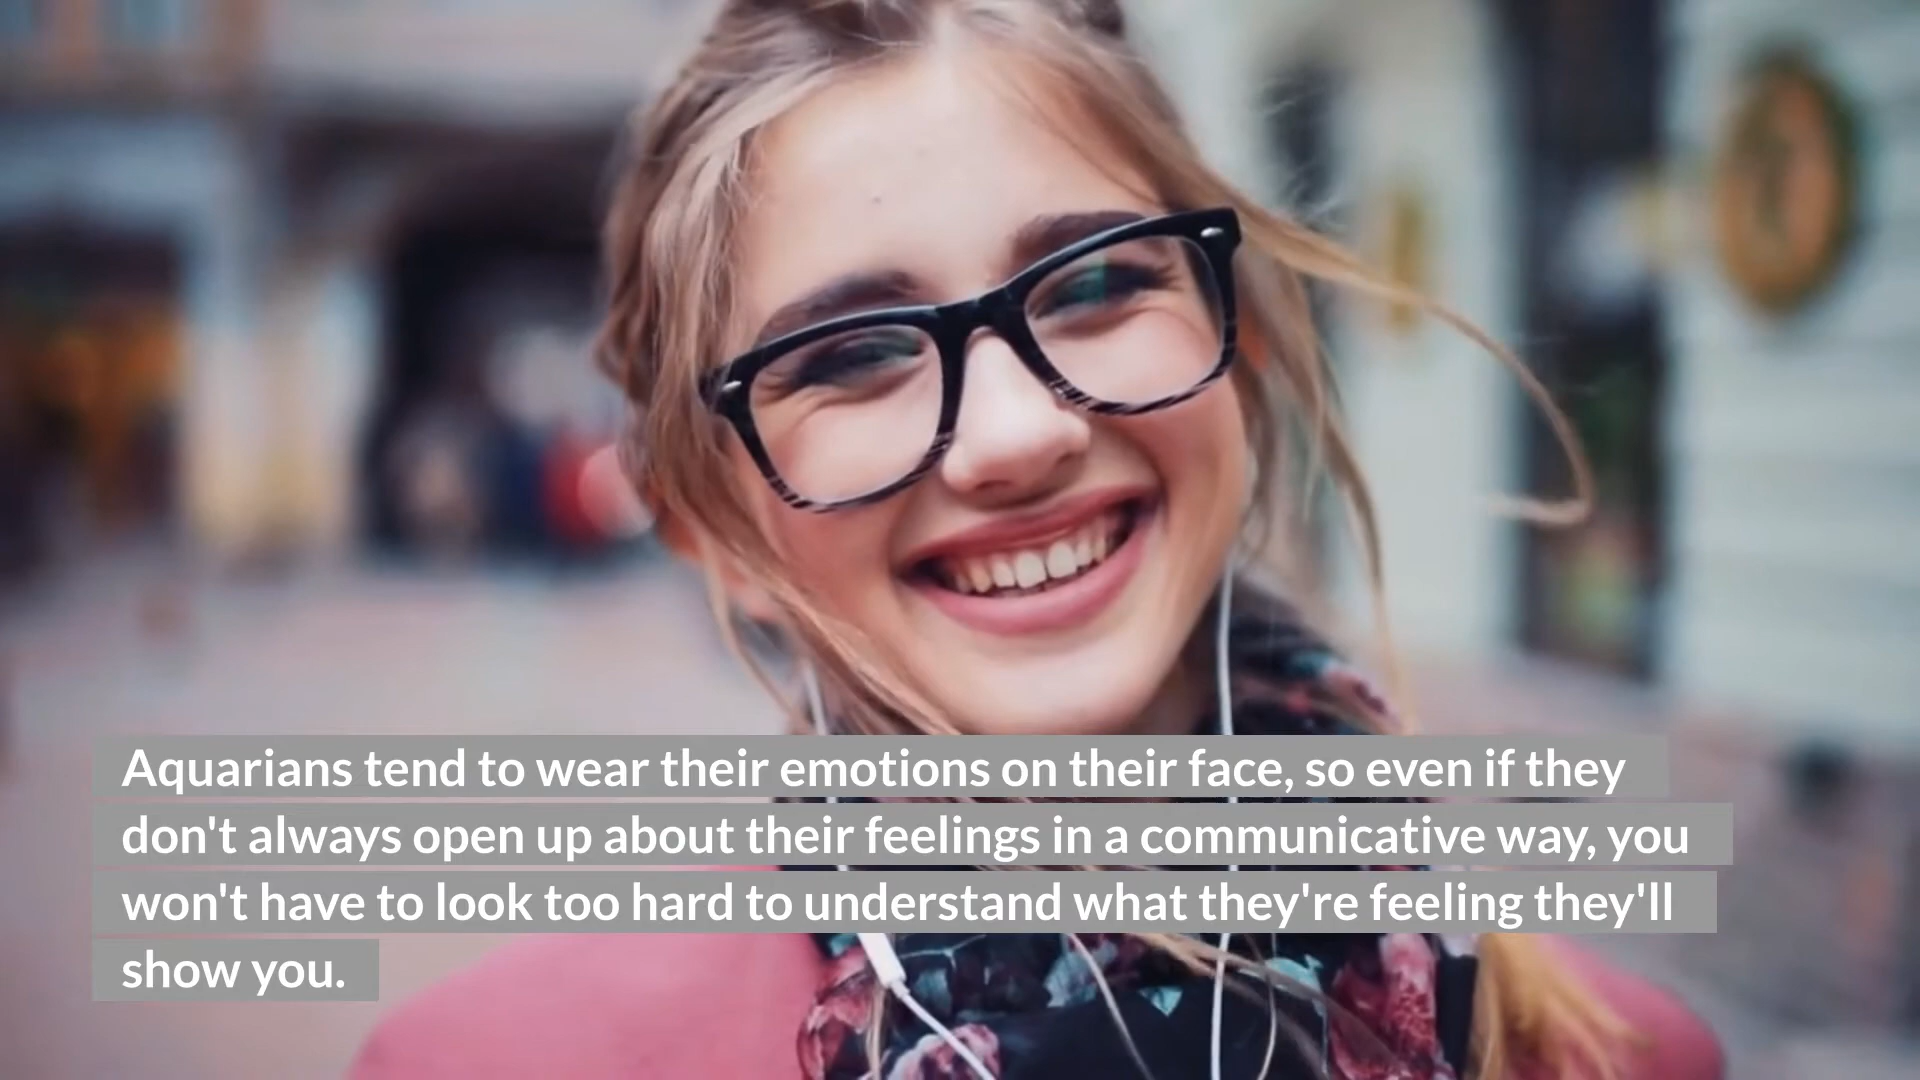 Aquarians tend to wear their emotions on their face, so even if they
don't always open up about their feelings in a communicative way, you
won't have to look too hard to understand what they're feeling they'll
show you.